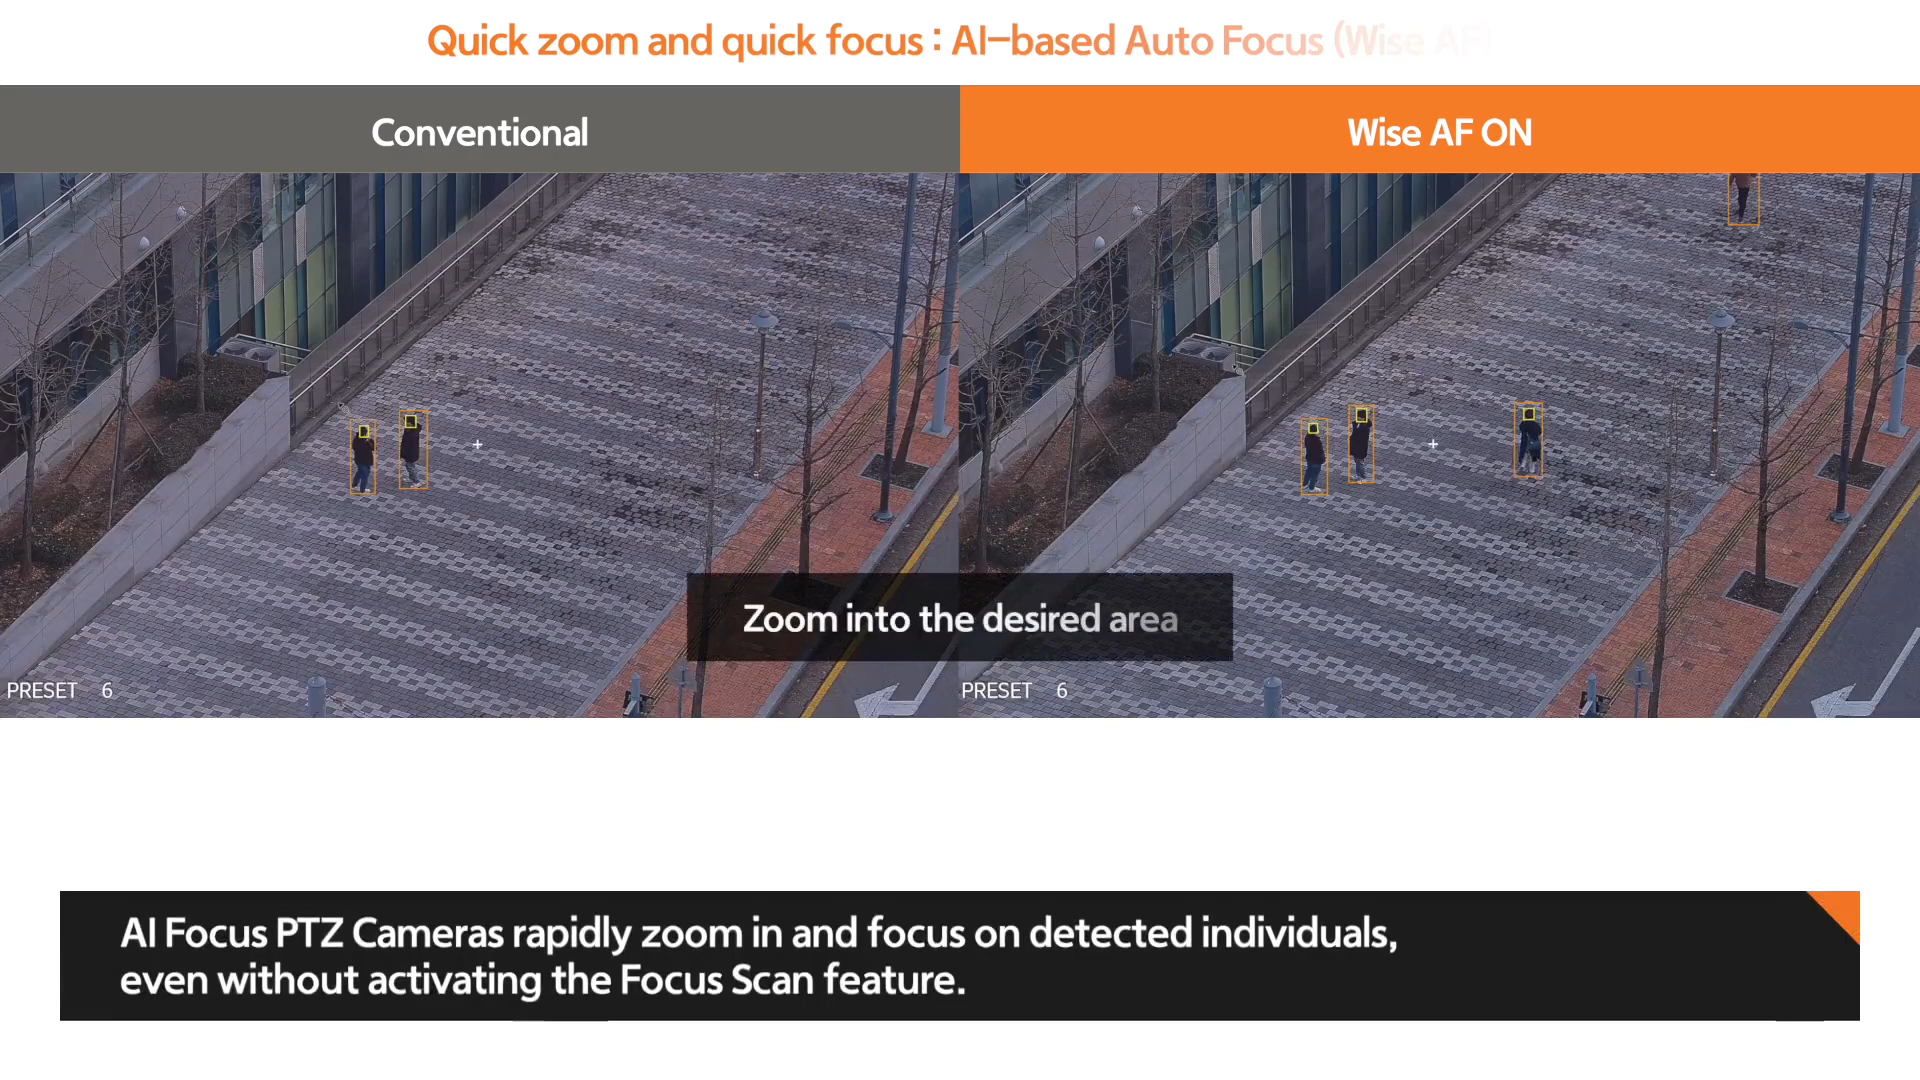 Quick zoom and quick focus : AI-based Auto Focus (Wise AF)
Conventional
Wise AF ON
Zoom into the desired area
PRESET 6
PRESET 6
AI Focus PTZ Cameras rapidly zoom in and focus on detected individuals,
even without activating the Focus Scan feature.